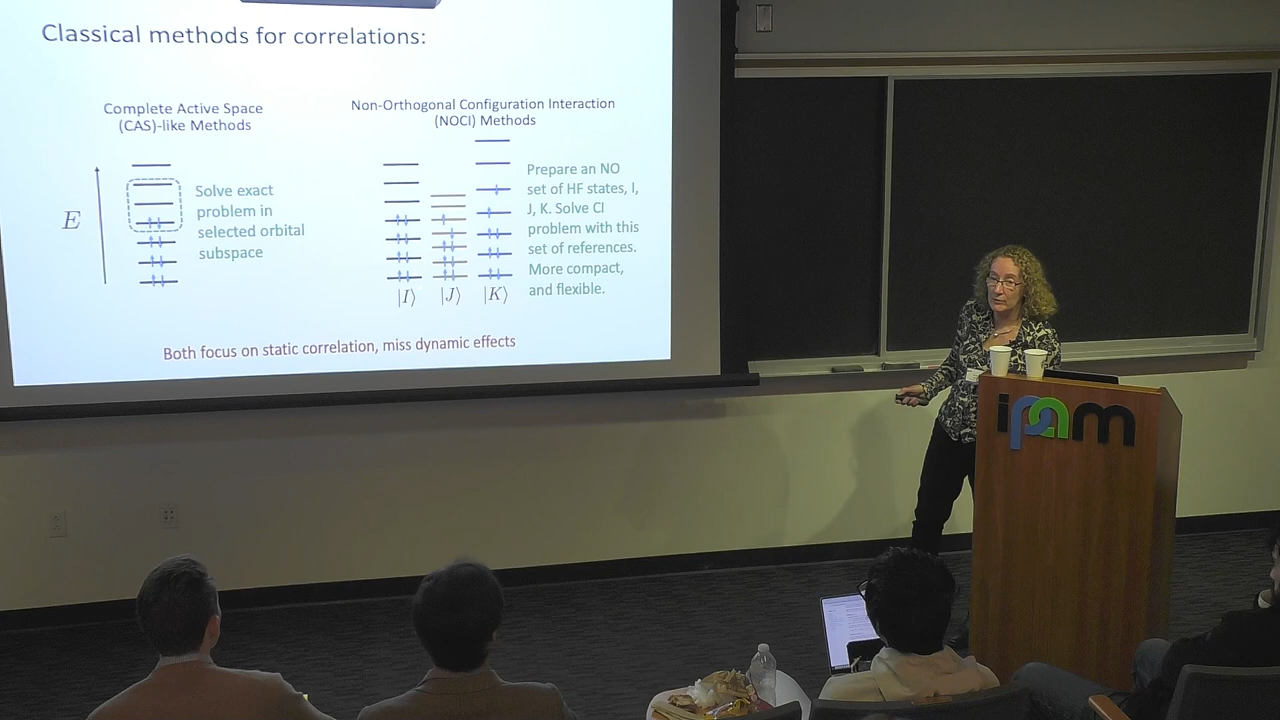 Classical methods for correlations:
Complete Active Space
(CAS)-like Methods
E
Solve exact
problem in
selected orbital
subspace
Non-Orthogonal Configuration Interaction
(NOCI) Methods
|I⟩ |J⟩ |K⟩
Prepare an NO
set of HF states, I,
J, K. Solve CI
problem with this
set of references.
More compact,
and flexible.
Both focus on static correlation, miss dynamic effects
ipam